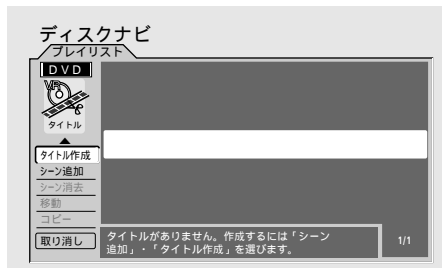 ディスクナビ
プレイリスト
DVD
VR
タイトル
タイトル作成
シーン追加
シーン消去
移動
コピー
取り消し
タイトルがありません。作成するには「シーン
追加」・「タイトル作成」を選びます。
1/1